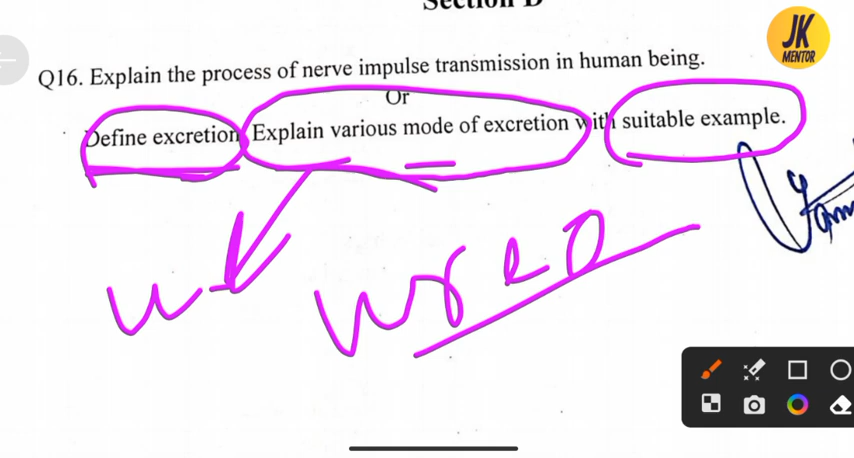 Section D
JK
MENTOR
Q16. Explain the process of nerve impulse transmission in human being.
Or
Define excretion Explain various mode of excretion with suitable example.